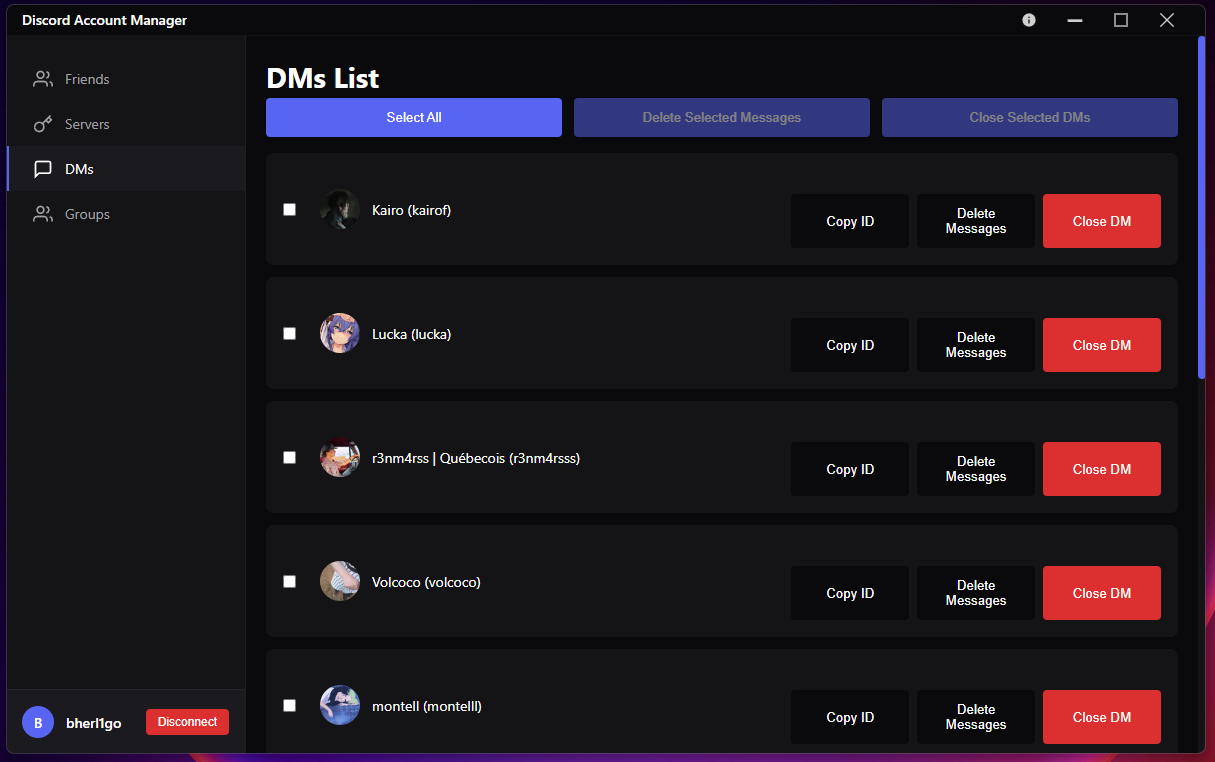 Discord Account Manager
Friends
Servers
DMs
Groups
DMs List
Select All
Delete Selected Messages
Close Selected DMs
Kairo (kairof)
Copy ID
Delete
Messages
Close DM
Lucka (lucka)
Copy ID
Delete
Messages
Close DM
r3nm4rss | Québecois (r3nm4rsss)
Copy ID
Delete
Messages
Close DM
Volcoco (volcoco)
Copy ID
Delete
Messages
Close DM
montell (montelll)
Copy ID
Delete
Messages
Close DM
B
bherl1go
Disconnect